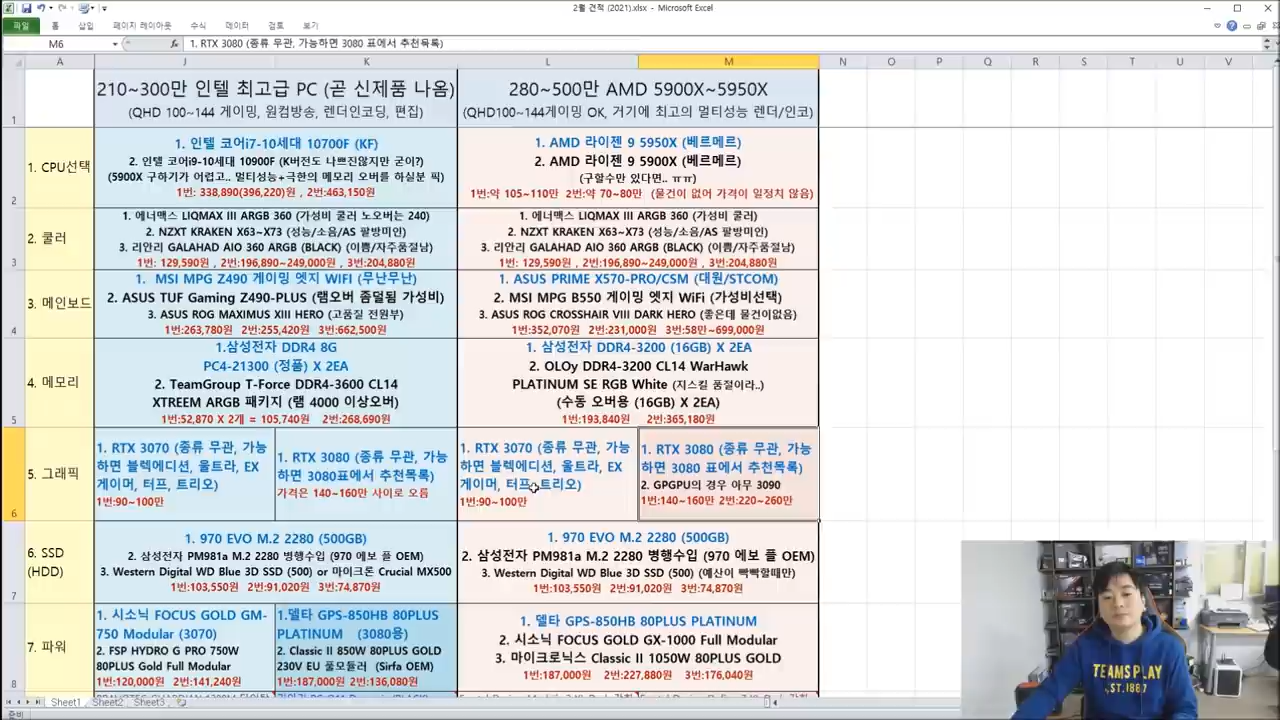 2월 견적 (2021).xlsx - Microsoft Excel
파일 홈 삽입 페이지 레이아웃 수식 데이터 검토 보기
M6 fx 1. RTX 3080 (종류 무관, 가능하면 3080 표에서 추천목록)
A J K L M N O P Q R S T U V
1
210~300만 인텔 최고급 PC (곧 신제품 나옴)
(QHD 100~144 게이밍, 원컴방송, 렌더인코딩, 편집)
280~500만 AMD 5900X~5950X
(QHD100~144게이밍 OK, 거기에 최고의 멀티성능 렌더/인코)
2
1. CPU선택
1. 인텔 코어i7-10세대 10700F (KF)
2. 인텔 코어i9-10세대 10900F (K버전도 나쁘진않지만 굳이?)
(5900X 구하기가 어렵고.. 멀티성능+극한의 메모리 오버를 하실분 픽)
1번: 338,890(396,220)원 , 2번:463,150원
1. AMD 라이젠 9 5950X (베르메르)
2. AMD 라이젠 9 5900X (베르메르)
(구할수만 있다면.. ㅠㅠ)
1번:약 105~110만 2번:약 70~80만 (물건이 없어 가격이 일정치 않음)
3
2. 쿨러
1. 에너맥스 LIQMAX III ARGB 360 (가성비 쿨러 노오버는 240)
2. NZXT KRAKEN X63~X73 (성능/소음/AS 팔방미인)
3. 리안리 GALAHAD AIO 360 ARGB (BLACK) (이쁨/자주품절남)
1번: 129,590원 , 2번:196,890~249,000원 , 3번:204,880원
1. 에너맥스 LIQMAX III ARGB 360 (가성비 쿨러)
2. NZXT KRAKEN X63~X73 (성능/소음/AS 팔방미인)
3. 리안리 GALAHAD AIO 360 ARGB (BLACK) (이쁨/자주품절남)
1번: 129,590원 , 2번:196,890~249,000원 , 3번:204,880원
4
3. 메인보드
1. MSI MPG Z490 게이밍 엣지 WIFI (무난무난)
2. ASUS TUF Gaming Z490-PLUS (램오버 좀덜됨 가성비)
3. ASUS ROG MAXIMUS XIII HERO (고품질 전원부)
1번:263,780원 2번:255,420원 3번:662,500원
1. ASUS PRIME X570-PRO/CSM (대원/STCOM)
2. MSI MPG B550 게이밍 엣지 WiFi (가성비선택)
3. ASUS ROG CROSSHAIR VIII DARK HERO (좋은데 물건이없음)
1번:352,070원 2번:231,000원 3번:58만~699,000원
5
4. 메모리
1.삼성전자 DDR4 8G
PC4-21300 (정품) X 2EA
2. TeamGroup T-Force DDR4-3600 CL14
XTREEM ARGB 패키지 (램 4000 이상오버)
1번:52,870 X 2개 = 105,740원 2번:268,690원
1. 삼성전자 DDR4-3200 (16GB) X 2EA
2. OLOy DDR4-3200 CL14 WarHawk
PLATINUM SE RGB White (지스킬 품절이라..)
(수동 오버용 (16GB) X 2EA)
1번:193,840원 2번:365,180원
6
5. 그래픽
1. RTX 3070 (종류 무관, 가능
하면 블렉에디션, 울트라, EX
게이머, 터프, 트리오)
1번:90~100만
1. RTX 3080 (종류 무관, 가능
하면 3080표에서 추천목록)
가격은 140~160만 사이로 오름
1. RTX 3070 (종류 무관, 가능
하면 블렉에디션, 울트라, EX
게이머, 터프, 트리오)
1번:90~100만
1. RTX 3080 (종류 무관, 가능
하면 3080 표에서 추천목록)
2. GPGPU의 경우 아무 3090
1번:140~160만 2번:220~260만
7
6. SSD
(HDD)
1. 970 EVO M.2 2280 (500GB)
2. 삼성전자 PM981a M.2 2280 병행수입 (970 에보 플 OEM)
3. Western Digital WD Blue 3D SSD (500) or 마이크론 Crucial MX500
1번:103,550원 2번:91,020원 3번:74,870원
1. 970 EVO M.2 2280 (500GB)
2. 삼성전자 PM981a M.2 2280 병행수입 (970 에보 플 OEM)
3. Western Digital WD Blue 3D SSD (500) (예산이 빡빡할때만)
1번:103,550원 2번:91,020원 3번:74,870원
8
7. 파워
1. 시소닉 FOCUS GOLD GM-
750 Modular (3070)
2. FSP HYDRO G PRO 750W
80PLUS Gold Full Modular
1번:120,000원 2번:141,240원
1.델타 GPS-850HB 80PLUS
PLATINUM (3080용)
2. Classic II 850W 80PLUS GOLD
230V EU 풀모듈러 (Sirfa OEM)
1번:187,000원 2번:136,080원
1. 델타 GPS-850HB 80PLUS PLATINUM
2. 시소닉 FOCUS GOLD GX-1000 Full Modular
3. 마이크로닉스 Classic II 1050W 80PLUS GOLD
1번:187,000원 2번:227,880원 3번:176,040원
Sheet1 Sheet2 Sheet3
준비
TEAMS PLAY
EST.1887